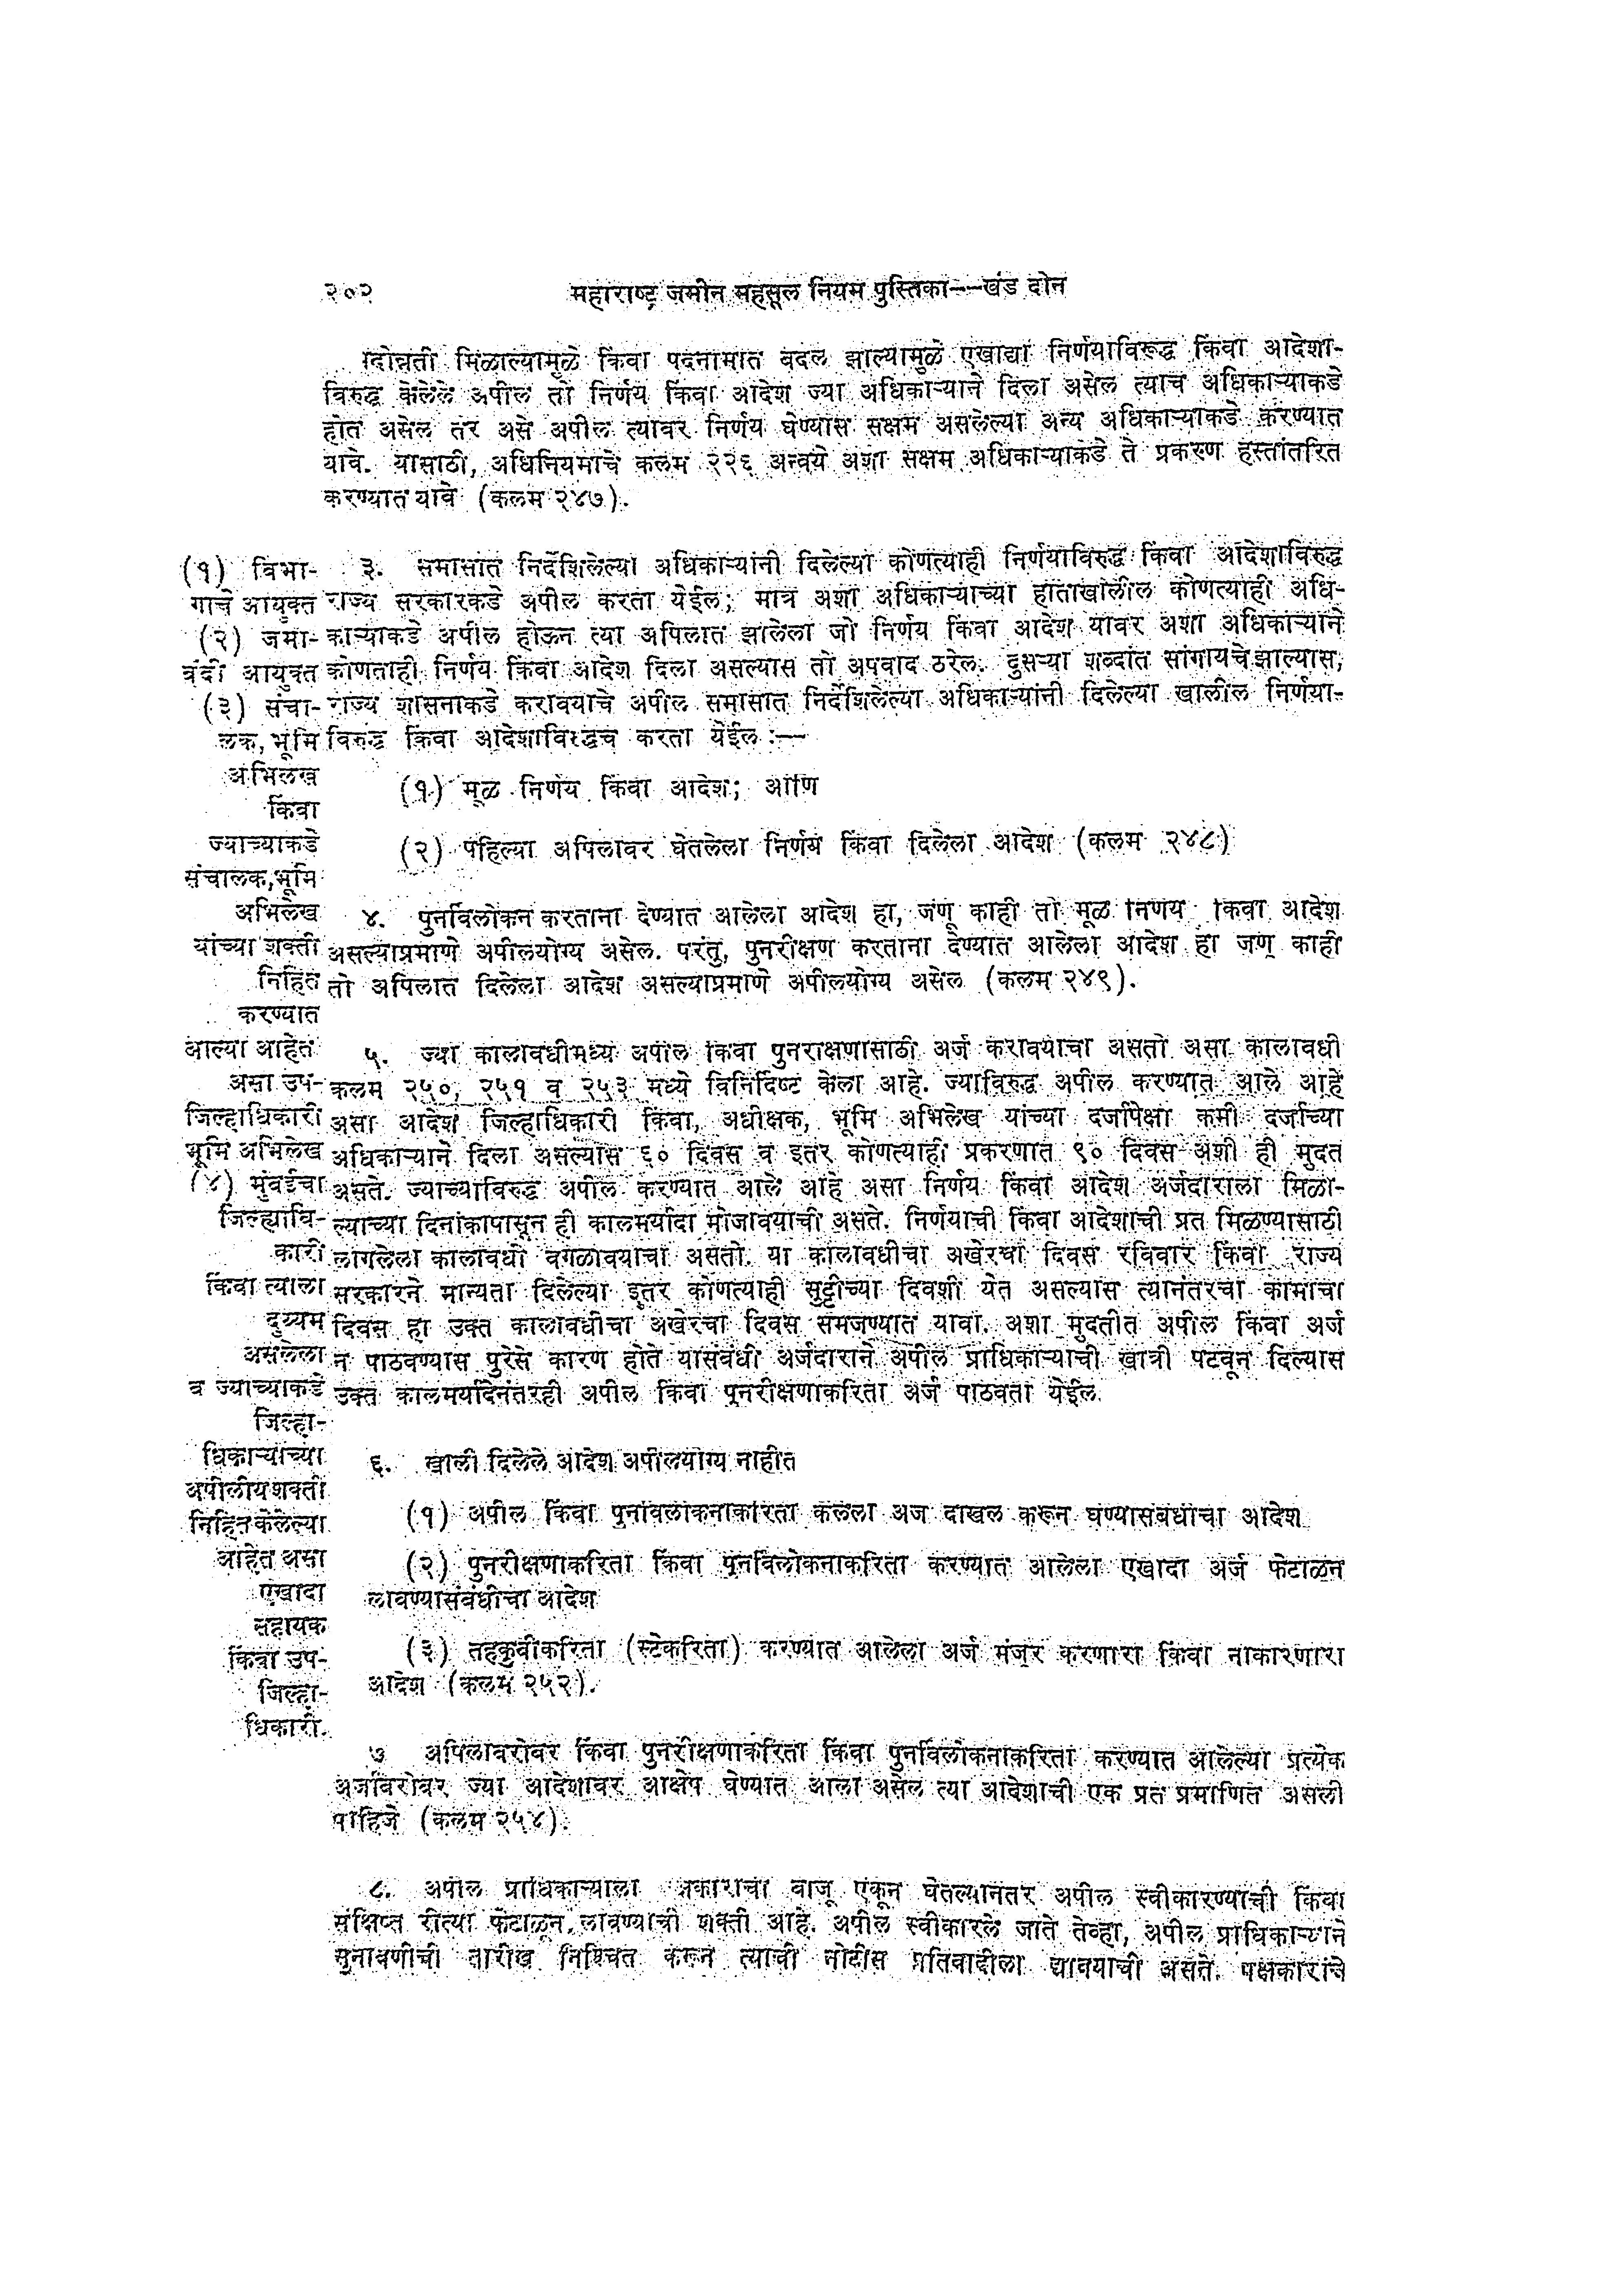 २०२ महाराष्ट्र जमीन महसूल नियम पुस्तिका--खंड दोन
मिळाल्यामुळे किंवा पदनामात बदल झाल्यामुळे एखाद्या निर्णयाविरूद्ध किंवा आदेशा-
विरुद्ध केलेले अपील तो निर्णय किंवा आदेश ज्या अधिकाऱ्याने दिला असेल त्याच अधिकाऱ्याकडे
होत असेल तर असे अपील त्यावर निर्णय घेण्यास सक्षम असलेल्या अन्य अधिकाऱ्याकडे करण्यात
यावे. यासाठी, अधिनियमाचे कलम २२६ अन्वये अशा सक्षम अधिकाऱ्याकडे ते प्रकरण हस्तांतरित
करण्यात यावे (कलम २४७).
(१) विभा-
गाचे आयुक्त
(२) जमा-
बंदी आयुक्त
(३) संचा-
लक, भूमि
अभिलेख
किंवा
ज्याच्याकडे
संचालक, भूमि
अभिलेख
यांच्या शक्ती
निहित
करण्यात
आल्या आहेत
असा उप-
जिल्हाधिकारी
भूमि अभिलेख
(४) मुंबईचा
जिल्ह्याधि-
कारी
किंवा त्याला
दुय्यम
असलेला
व ज्याच्याकडे
जिल्हा-
धिकाऱ्याच्या
अपीलीय शक्ती
निहित केलेल्या
आहेत असा
एखादा
सहायक
किंवा उप-
जिल्हा-
धिकारी.
३. समासात निर्देशिलेल्या अधिकाऱ्यांनी दिलेल्या कोणत्याही निर्णयाविरुद्ध किंवा आदेशाविरुद्ध
राज्य सरकारकडे अपील करता येईल; मात्र अशा अधिकाऱ्याच्या हाताखालील कोणत्याही अधि-
काऱ्याकडे अपील होऊन त्या अपिलात झालेला जो निर्णय किंवा आदेश यावर अशा अधिकाऱ्याने
कोणताही निर्णय किंवा आदेश दिला असल्यास तो अपवाद ठरेल. दुसऱ्या शब्दांत सांगायचे झाल्यास,
राज्य शासनाकडे करावयाचे अपील समासात निर्देशिलेल्या अधिकाऱ्यांनी दिलेल्या खालील निर्णया-
विरुद्ध किंवा आदेशाविरुद्धच करता येईल :—
(१) मूळ निर्णय किंवा आदेश; आणि
(२) पहिल्या अपिलावर घेतलेला निर्णय किंवा दिलेला आदेश (कलम २४८)
४. पुनर्विलोकन करताना देण्यात आलेला आदेश हा, जणू काही तो मूळ निर्णय किंवा आदेश
असल्याप्रमाणे अपीलयोग्य असेल. परंतु, पुनरीक्षण करताना देण्यात आलेला आदेश हा जणू काही
तो अपिलात दिलेला आदेश असल्याप्रमाणे अपीलयोग्य असेल (कलम २४९).
५. ज्या कालावधीमध्ये अपील किंवा पुनरीक्षणासाठी अर्ज करावयाचा असतो असा कालावधी
कलम २५०, २५१ व २५३ मध्ये विनिर्दिष्ट केला आहे. ज्याविरुद्ध अपील करण्यात आले आहे
असा आदेश जिल्हाधिकारी किंवा, अधीक्षक, भूमि अभिलेख यांच्या दर्जापेक्षा कमी दर्जाच्या
अधिकाऱ्याने दिला असल्यास ६० दिवस व इतर कोणत्याही प्रकरणात ९० दिवस अशी ही मुदत
असते. ज्याच्याविरुद्ध अपील करण्यात आले आहे असा निर्णय किंवा आदेश अर्जदाराला मिळा-
ल्याच्या दिनांकापासून ही कालमर्यादा मोजावयाची असते. निर्णयाची किंवा आदेशाची प्रत मिळण्यासाठी
लागलेला कालावधी वगळावयाचा असतो. या कालावधीचा अखेरचा दिवस रविवार किंवा राज्य
सरकारने मान्यता दिलेल्या इतर कोणत्याही सुट्टीच्या दिवशी येत असल्यास त्यानंतरचा कामाचा
दिवस हा उक्त कालावधीचा अखेरचा दिवस समजण्यात यावा. अशा मुदतीत अपील किंवा अर्ज
न पाठवण्यास पुरेसे कारण होते यासंबंधी अर्जदाराने अपील प्राधिकाऱ्याची खात्री पटवून दिल्यास
उक्त कालमर्यादेनंतरही अपील किंवा पुनरीक्षणाकरिता अर्ज पाठवता येईल.
६. खाली दिलेले आदेश अपीलयोग्य नाहीत
(१) अपील किंवा पुनर्विलोकनाकरिता केलेला अर्ज दाखल करून घेण्यासंबंधीचा आदेश
(२) पुनरीक्षणाकरिता किंवा पुनर्विलोकनाकरिता करण्यात आलेला एखादा अर्ज फेटाळून
लावण्यासंबंधीचा आदेश
(३) तहकुबीकरिता (स्टेकरिता) करण्यात आलेला अर्ज मंजूर करणारा किंवा नाकारणारा
आदेश (कलम २५२).
७ अपिलाबरोबर किंवा पुनरीक्षणाकरिता किंवा पुनर्विलोकनाकरिता करण्यात आलेल्या प्रत्येक
अर्जाबरोबर ज्या आदेशावर आक्षेप घेण्यात आला असेल त्या आदेशाची एक प्रत प्रमाणित असली
पाहिजे (कलम २५४).
८. अपील प्राधिकाऱ्याला बाजू एकून घेतल्यानंतर अपील स्वीकारण्याची किंवा
संक्षिप्त रीत्या फेटाळून लावण्याची शक्ती आहे. अपील स्वीकारले जाते तेव्हा, अपील प्राधिकाऱ्याने
सुनावणीची तारीख निश्चित करून त्याची नोटीस प्रतिवादीला द्यावयाची असते. पक्षकारांचे